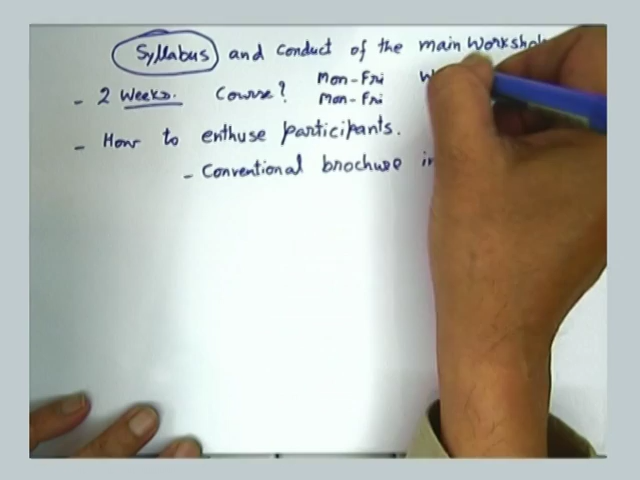 Syllabus and conduct of the main Workshop
- 2 Weeks. Course? Mon-Fri
Mon-Fri
- How to enthuse participants.
- Conventional brochure